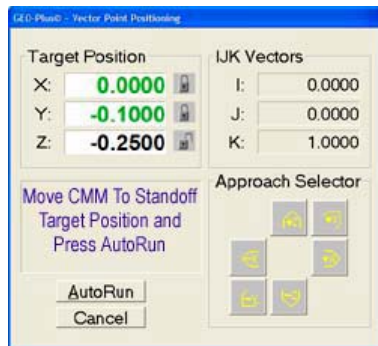 GEO-Plus© - Vector Point Positioning
Target Position
X: 0.0000
Y: -0.1000
Z: -0.2500
IJK Vectors
I: 0.0000
J: 0.0000
K: 1.0000
Move CMM To Standoff
Target Position and
Press AutoRun
Approach Selector
AutoRun
Cancel